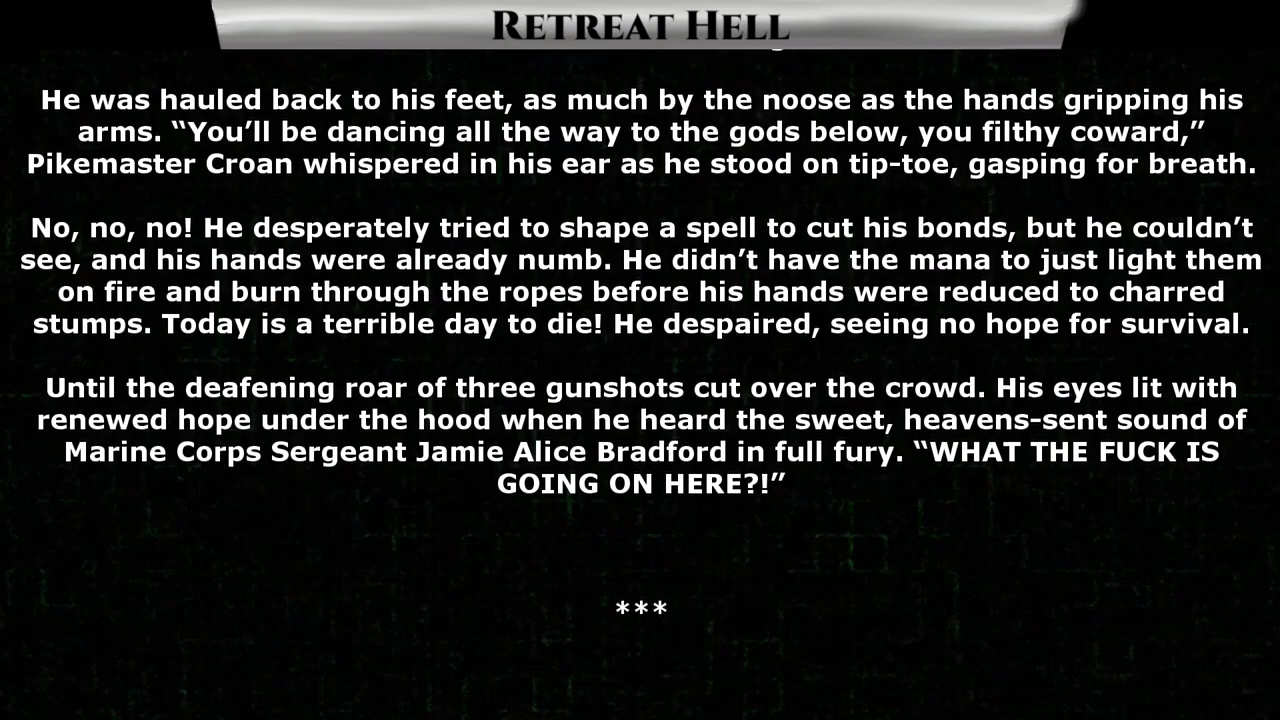 RETREAT HELL
He was hauled back to his feet, as much by the noose as the hands gripping his
arms. “You’ll be dancing all the way to the gods below, you filthy coward,”
Pikemaster Croan whispered in his ear as he stood on tip-toe, gasping for breath.
No, no, no! He desperately tried to shape a spell to cut his bonds, but he couldn’t
see, and his hands were already numb. He didn’t have the mana to just light them
on fire and burn through the ropes before his hands were reduced to charred
stumps. Today is a terrible day to die! He despaired, seeing no hope for survival.
Until the deafening roar of three gunshots cut over the crowd. His eyes lit with
renewed hope under the hood when he heard the sweet, heavens-sent sound of
Marine Corps Sergeant Jamie Alice Bradford in full fury. “WHAT THE FUCK IS
GOING ON HERE?!”
***